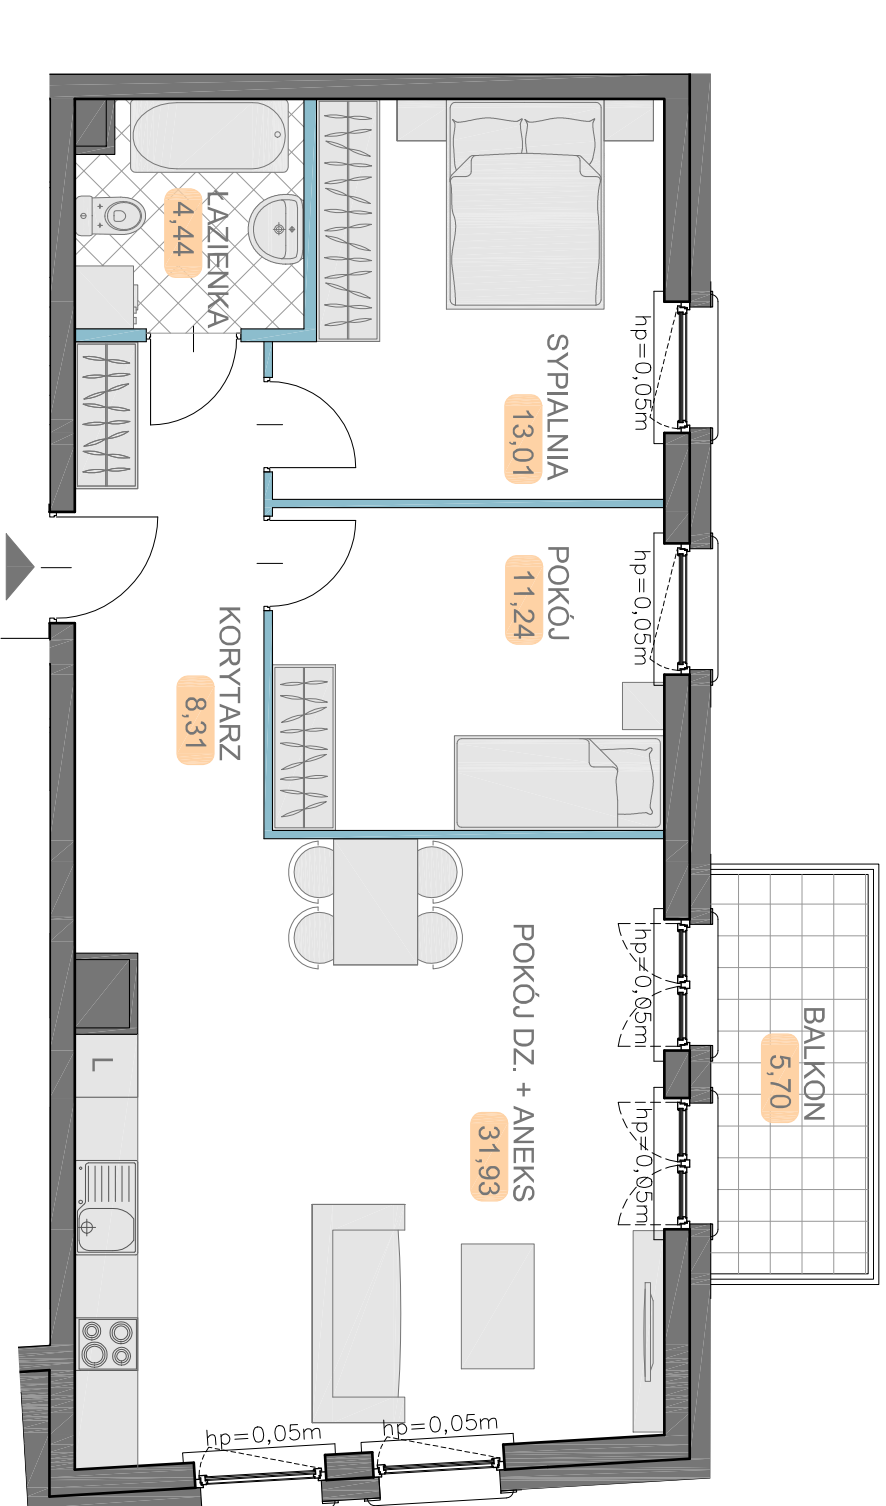 ŁAZIENKA
4,44
SYPIALNIA
13,01
hp=0,05m
POKÓJ
11,24
hp=0,05m
KORYTARZ
8,31
POKÓJ DZ. + ANEKS
31,93
hp=0,05m
hp=0,05m
BALKON
5,70
L
hp=0,05m
hp=0,05m